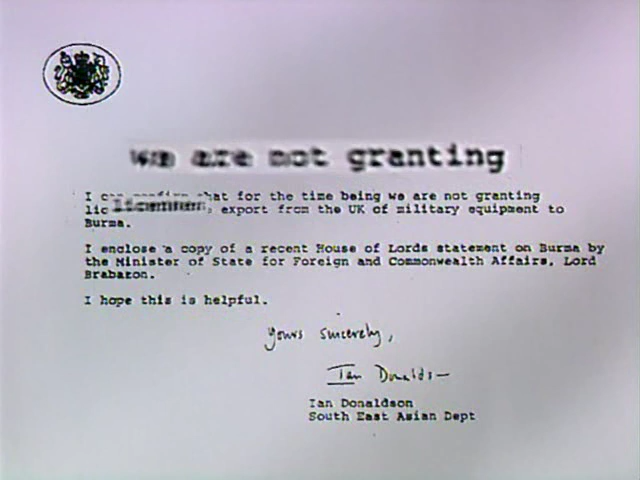 we are not granting
I can confirm that for the time being we are not granting
lic export from the UK of military equipment to
Burma.
I enclose a copy of a recent House of Lords statement on Burma by
the Minister of State for Foreign and Commonwealth Affairs, Lord
Brabazon.
I hope this is helpful.
Yours sincerely,
Ian Donaldson
Ian Donaldson
South East Asian Dept